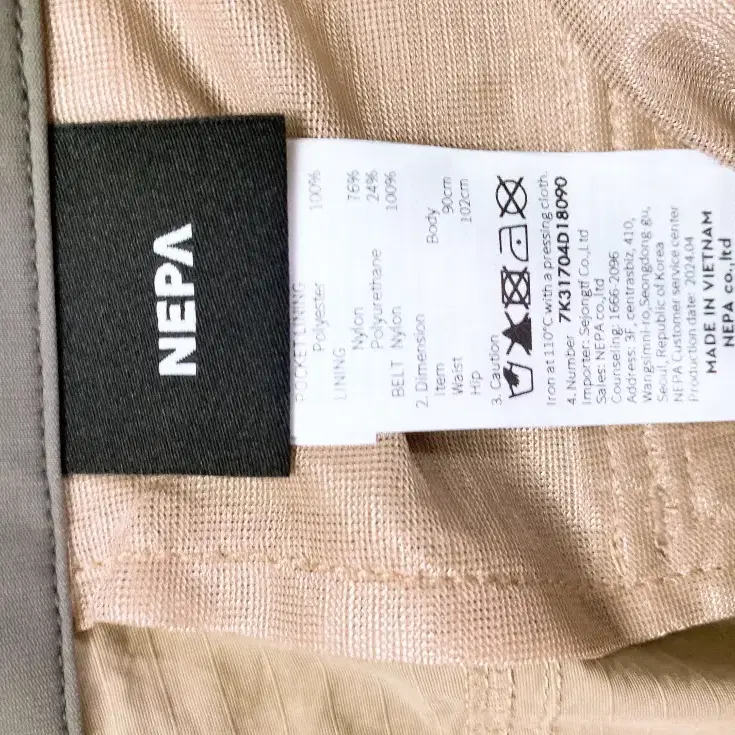 NEPA
POCKET LINING
Polyester 100%
LINING
Nylon 76%
Polyurethane 24%
BELT Nylon 100%
2. Dimension
Item Body
Waist 90cm
Hip 102cm
3. Caution
Iron at 110°C with a pressing cloth.
4. Number 7K31704D18090
Importer: Sejongtf Co.,Ltd
Sales: NEPA co.,ltd
Counseling: 1666-2096
Address: 3F, centrasbiz, 410,
Wangsimni-ro, Seongdong gu,
Seoul, Republic of Korea
NEPA Customer service center
Production date: 2024.04
MADE IN VIETNAM
NEPA co.,ltd